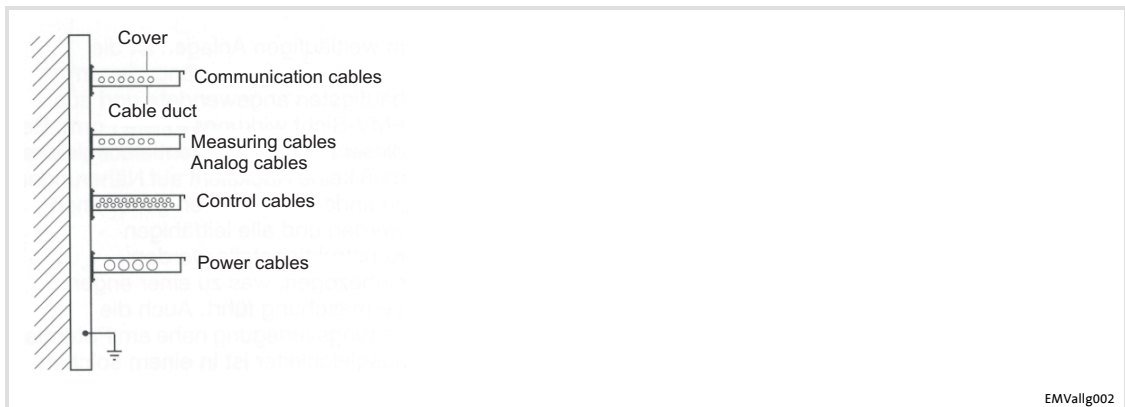 Cover
Communication cables
Cable duct
Measuring cables
Analog cables
Control cables
Power cables
EMVallg002